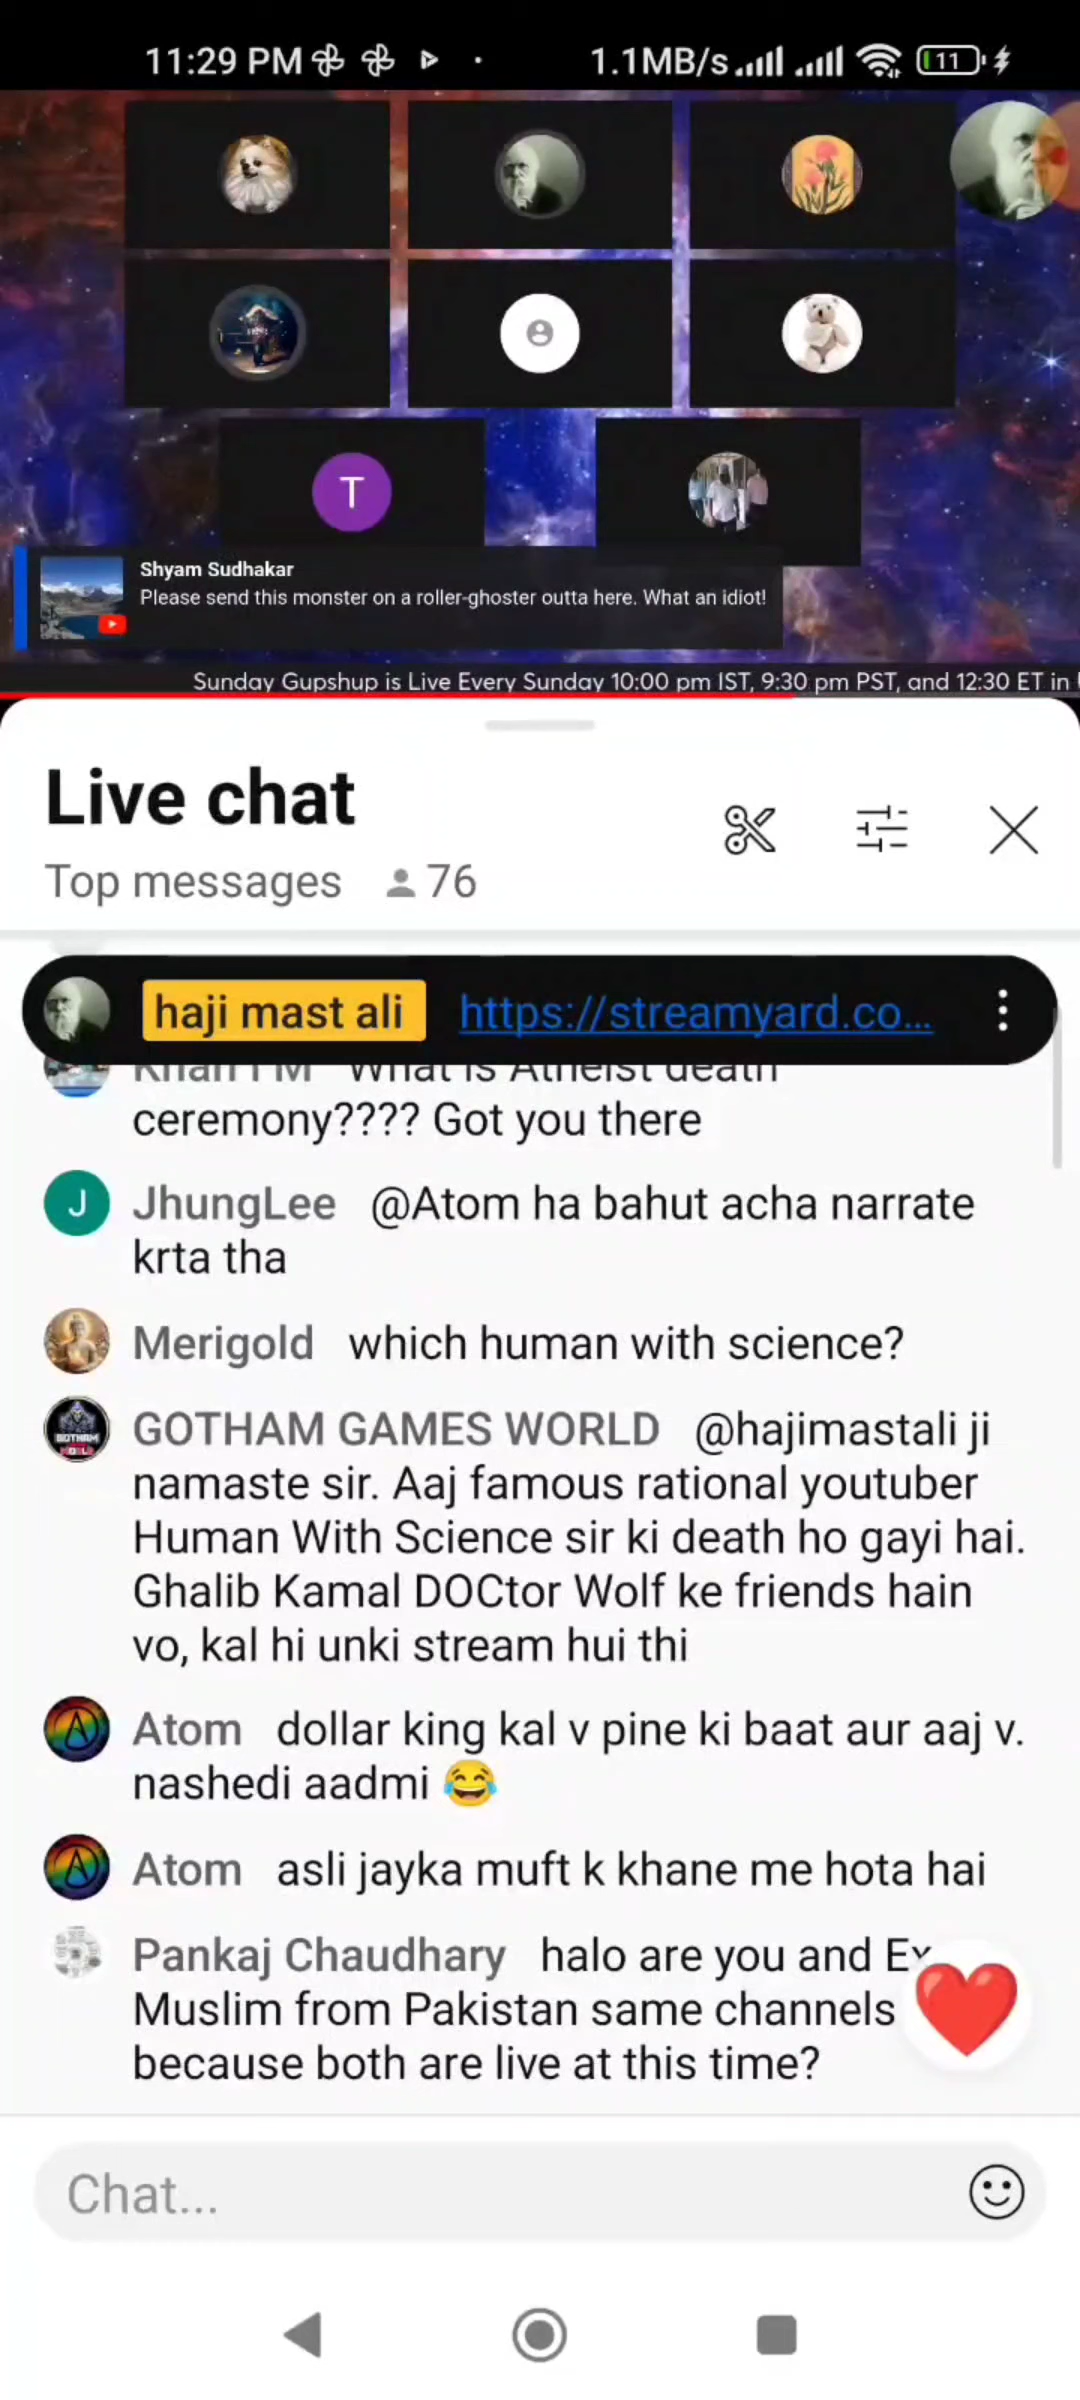 11:29 PM
1.1MB/s
11
T
Shyam Sudhakar
Please send this monster on a roller-ghoster outta here. What an idiot!
Sunday Gupshup is Live Every Sunday 10:00 pm IST, 9:30 pm PST, and 12:30 ET in
Live chat
Top messages 76
haji mast ali https://streamyard.co...
Khan I M What is Atheist death
ceremony???? Got you there
J JhungLee @Atom ha bahut acha narrate
krta tha
Merigold which human with science?
GOTHAM GAMES WORLD @hajimastali ji
namaste sir. Aaj famous rational youtuber
Human With Science sir ki death ho gayi hai.
Ghalib Kamal DOCtor Wolf ke friends hain
vo, kal hi unki stream hui thi
Atom dollar king kal v pine ki baat aur aaj v.
nashedi aadmi 😂
Atom asli jayka muft k khane me hota hai
Pankaj Chaudhary halo are you and Ex
Muslim from Pakistan same channels
because both are live at this time?
Chat...